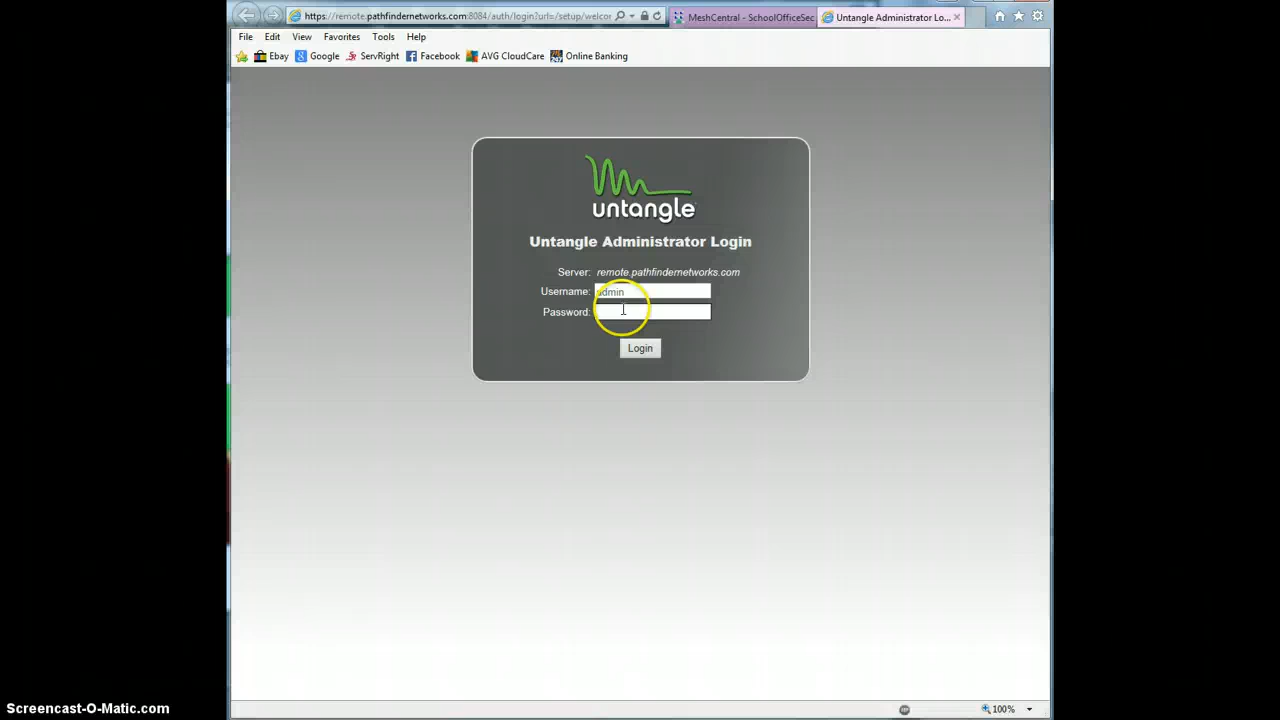 https://remote.pathfindernetworks.com:8084/auth/login?url=/setup/welcor
MeshCentral - SchoolOfficeSec
Untangle Administrator Lo...
File Edit View Favorites Tools Help
Ebay Google ServRight Facebook AVG CloudCare Online Banking
untangle
Untangle Administrator Login
Server: remote.pathfindernetworks.com
Username: admin
Password:
Login
100%
Screencast-O-Matic.com